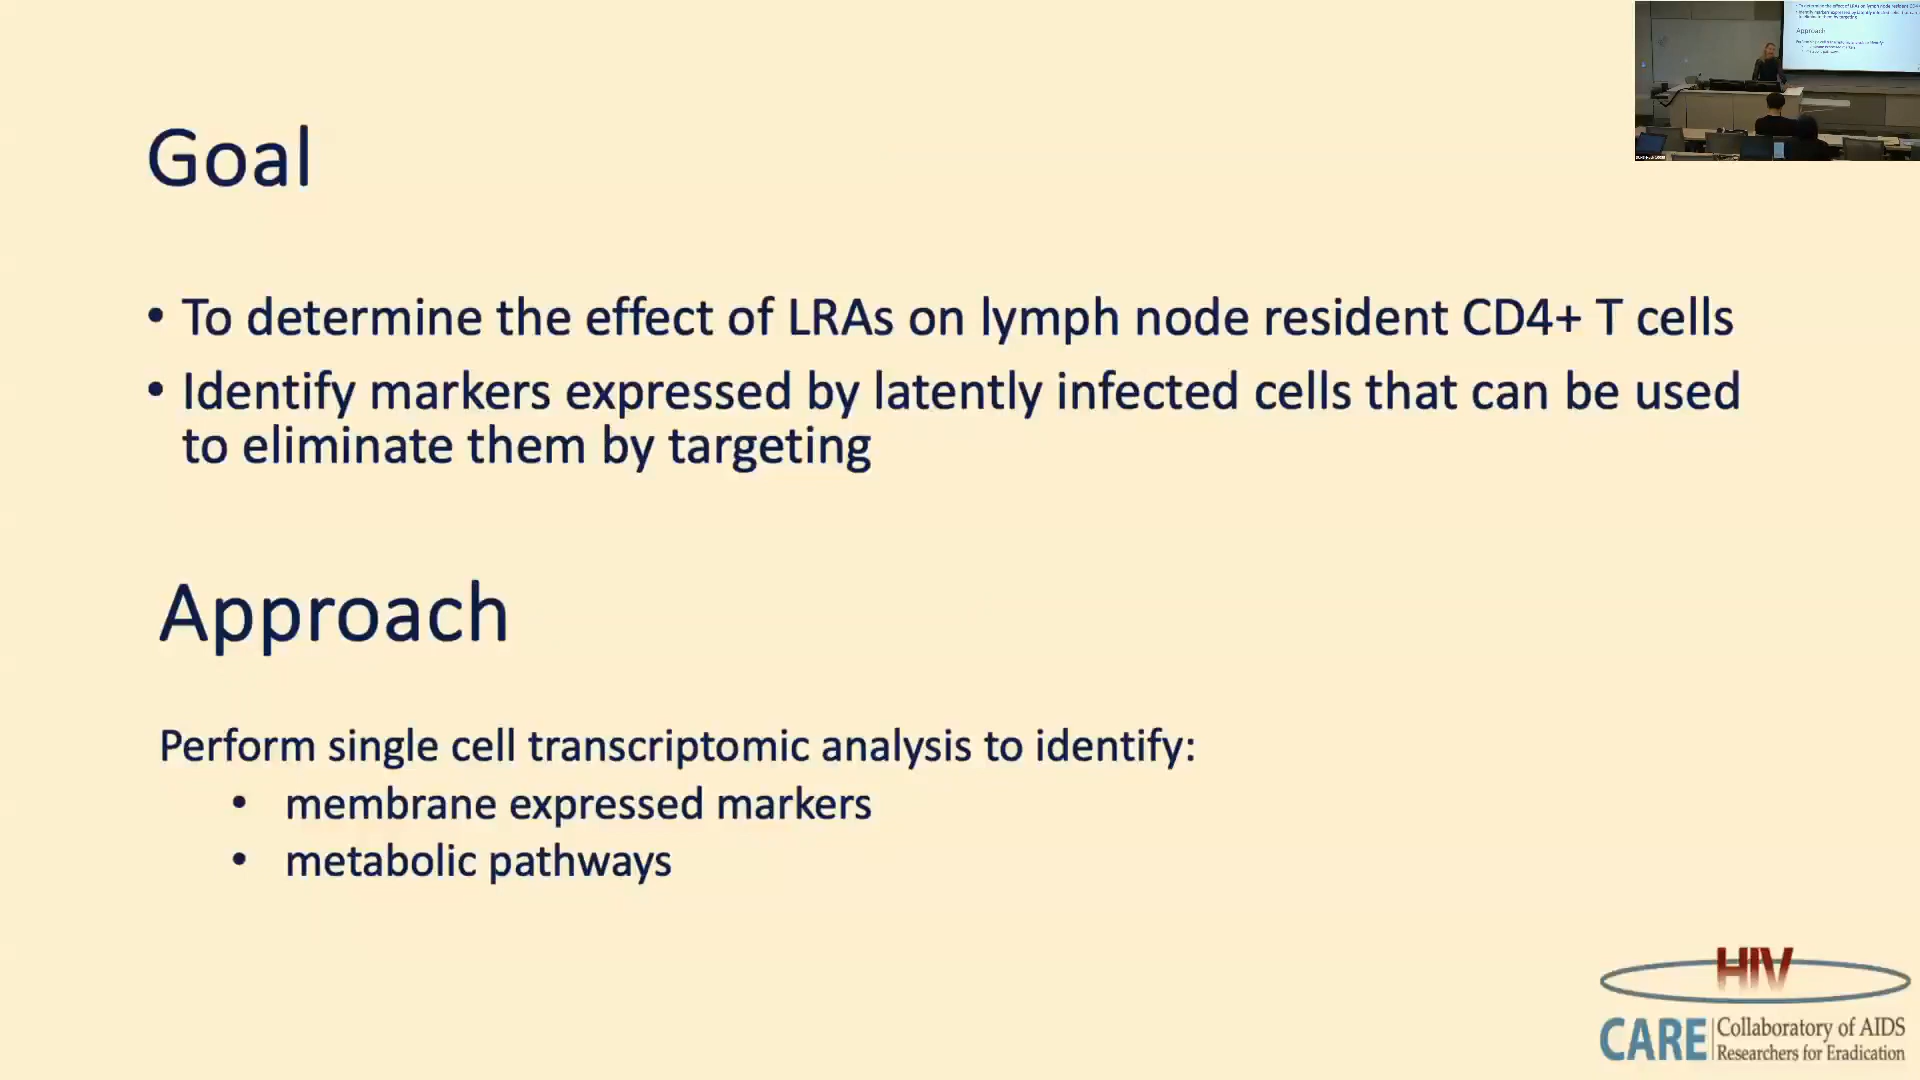 Goal
• To determine the effect of LRAs on lymph node resident CD4+ T cells
• Identify markers expressed by latently infected cells that can be used
to eliminate them by targeting
Approach
Perform single cell transcriptomic analysis to identify:
• membrane expressed markers
• metabolic pathways
HIV
CARE
Collaboratory of AIDS
Researchers for Eradication
Approach